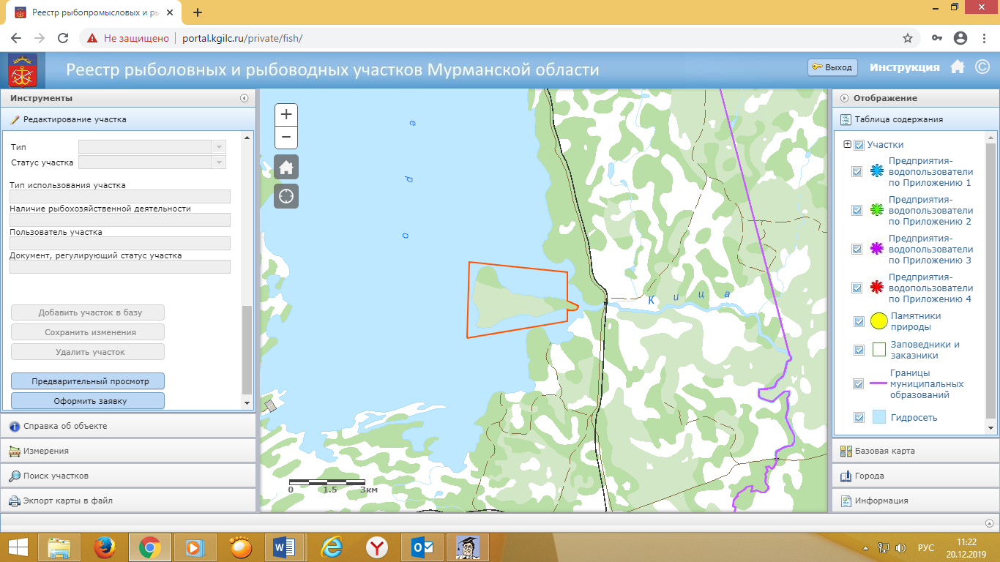 Реестр рыбопромысловых и ры
Не защищено
portal.kgilc.ru/private/fish/
Реестр рыболовных и рыбоводных участков Мурманской области
Выход
Инструкция
Инструменты
Редактирование участка
Тип
Статус участка
Тип использования участка
Наличие рыбохозяйственной деятельности
Пользователь участка
Документ, регулирующий статус участка
Добавить участок в базу
Сохранить изменения
Удалить участок
Предварительный просмотр
Оформить заявку
Справка об объекте
Измерения
Поиск участков
Экспорт карты в файл
+
−
о
д
е
К и ц а
0 1.5 3км
Отображение
Таблица содержания
Участки
Предприятия-
водопользователи
по Приложению 1
Предприятия-
водопользователи
по Приложению 2
Предприятия-
водопользователи
по Приложению 3
Предприятия-
водопользователи
по Приложению 4
Памятники
природы
Заповедники и
заказники
Границы
муниципальных
образований
Гидросеть
Базовая карта
Города
Информация
РУС
11:22
20.12.2019